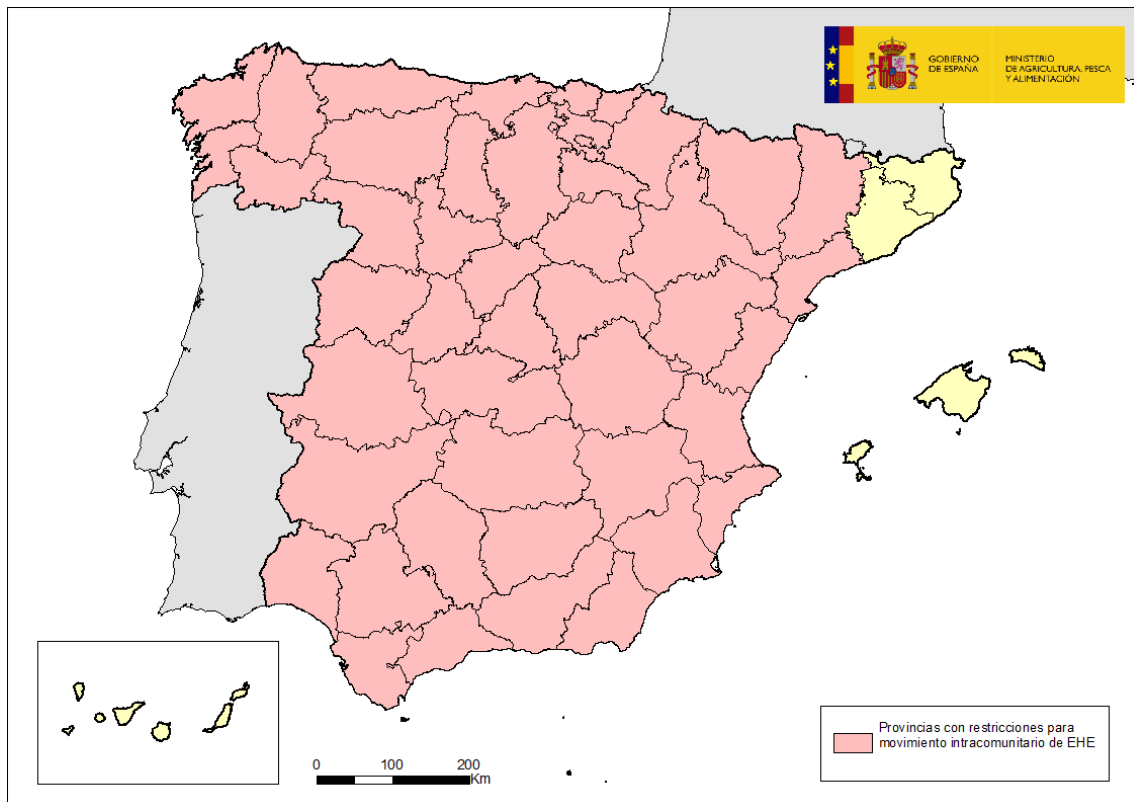 GOBIERNO
DE ESPAÑA
MINISTERIO
DE AGRICULTURA, PESCA
Y ALIMENTACIÓN
Provincias con restricciones para
movimiento intracomunitario de EHE
0 100 200
Km